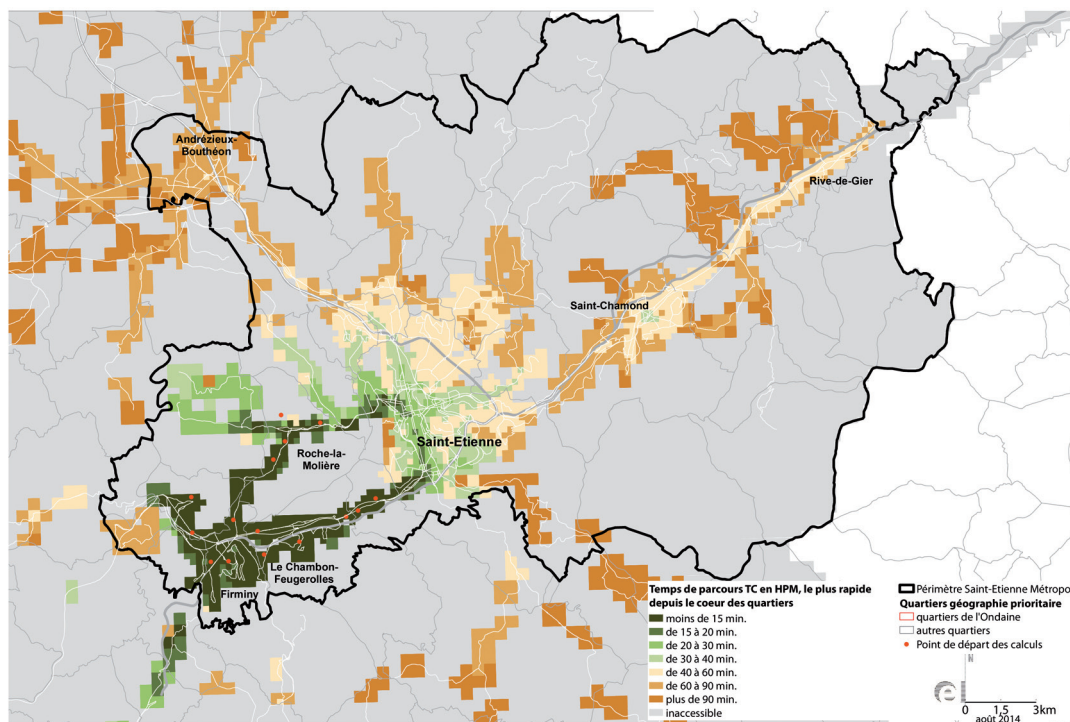 Andrézieux-
Bouthéon
Rive-de-Gier
Saint-Chamond
Saint-Etienne
Roche-la-
Molière
Le Chambon-
Feugerolles
Firminy
Temps de parcours TC en HPM, le plus rapide
depuis le coeur des quartiers
moins de 15 min.
de 15 à 20 min.
de 20 à 30 min.
de 30 à 40 min.
de 40 à 60 min.
de 60 à 90 min.
plus de 90 min.
inaccessible
Périmètre Saint-Etienne Métropo
Quartiers géographie prioritaire
quartiers de l'Ondaine
autres quartiers
Point de départ des calculs
N
e
0 1,5 3km
août 2014